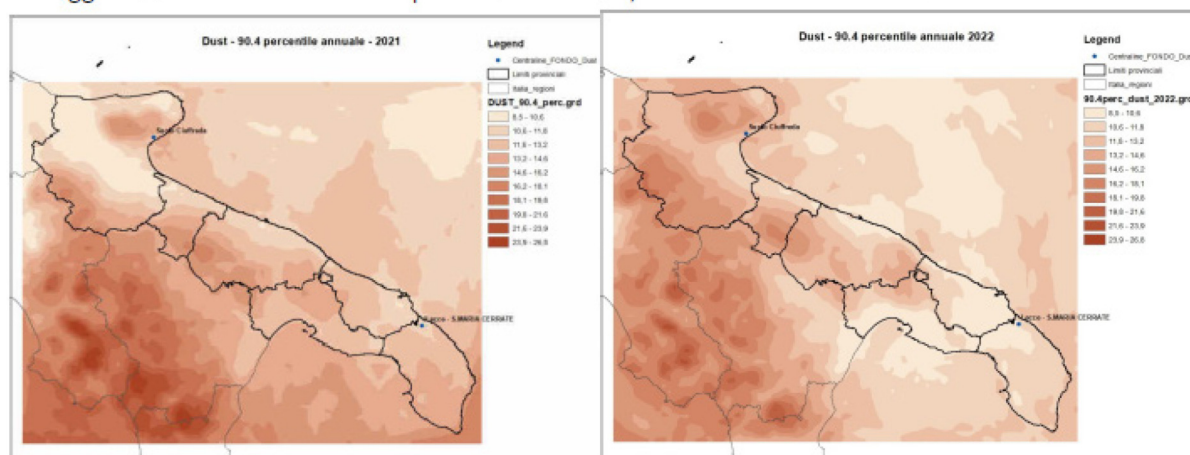 Dust - 90.4 percentile annuale - 2021
Legend
Centraline_FONDO_Dust
Limiti provinciali
Italia_regioni
DUST_90.4_perc.grd
8,5 - 10,6
10,6 - 11,8
11,8 - 13,2
13,2 - 14,6
14,6 - 16,2
16,2 - 18,1
18,1 - 19,8
19,8 - 21,6
21,6 - 23,9
23,9 - 26,8
Lecce - S.MARIA CERRATE
Dust - 90.4 percentile annuale 2022
Legend
Centraline_FONDO_Dust
Limiti provinciali
Italia_regioni
90.4perc_dust_2022.grd
10,6 - 11,8
11,8 - 13,2
13,2 - 14,6
14,6 - 16,2
16,2 - 18,1
18,1 - 19,8
19,8 - 21,6
21,6 - 23,9
23,9 - 26,8
Lecce - S.MARIA CERRATE